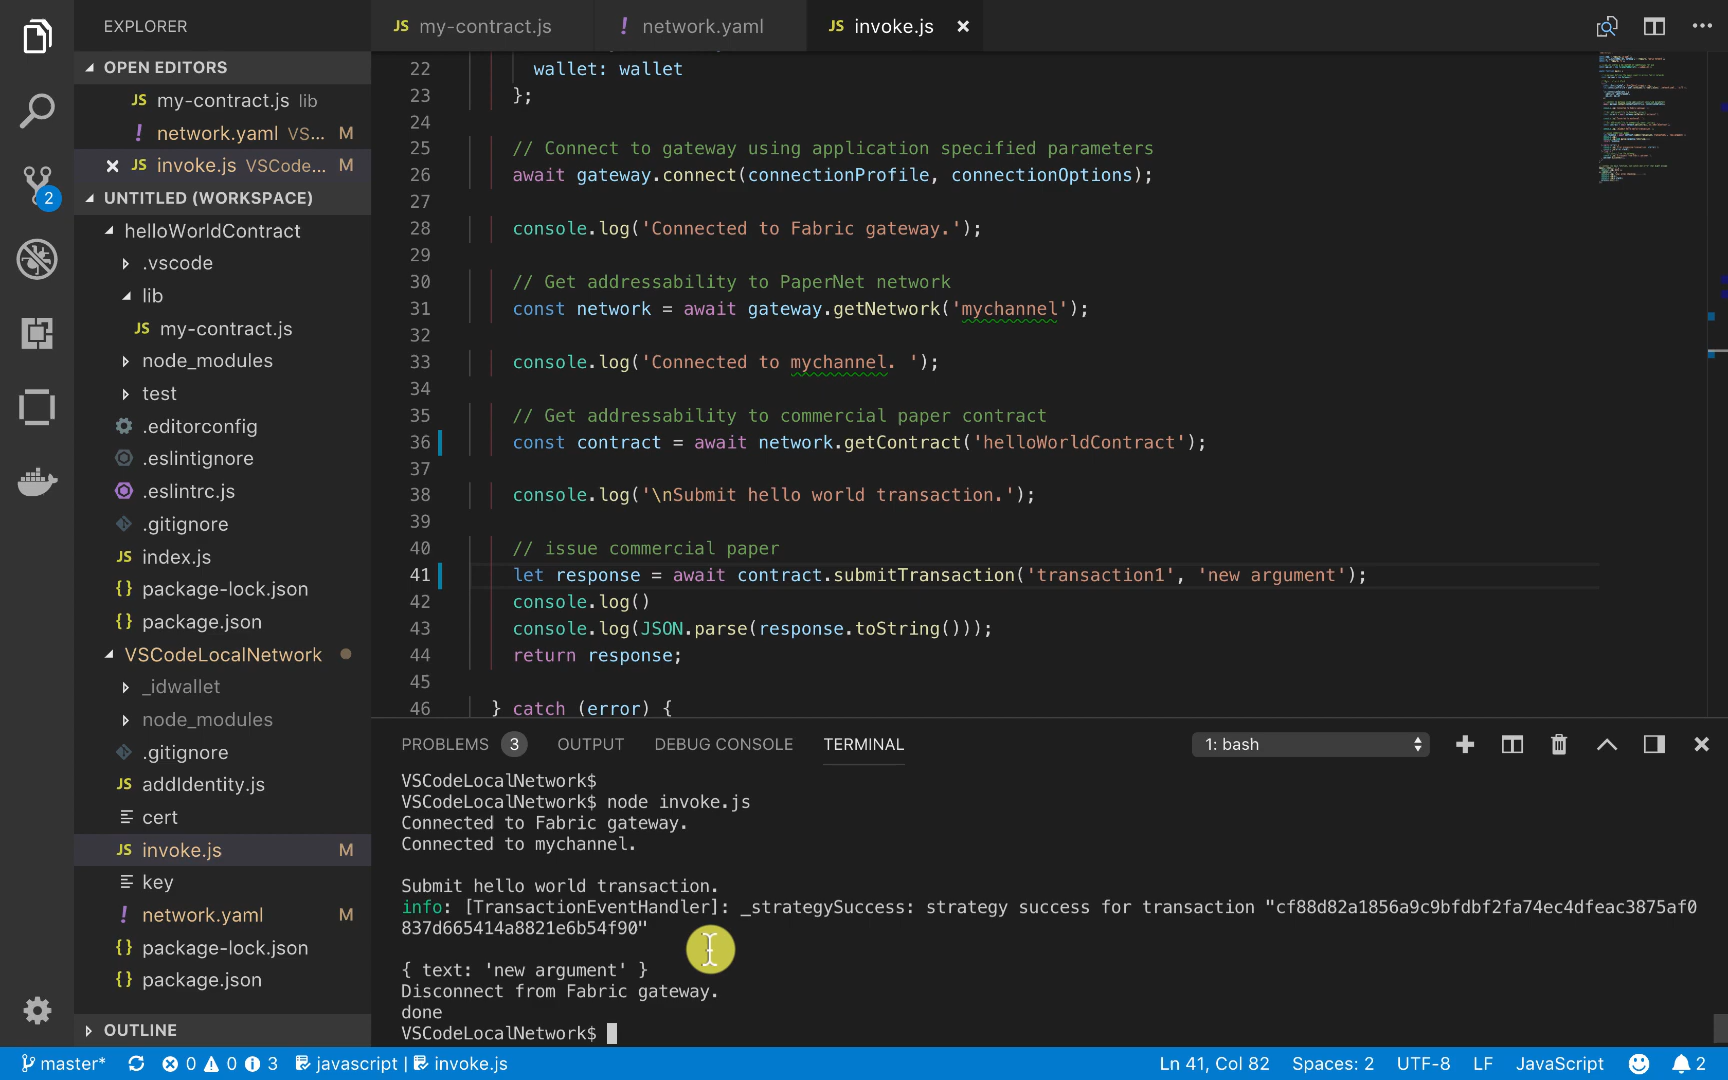 EXPLORER
OPEN EDITORS
JS my-contract.js lib
! network.yaml VS... M
JS invoke.js VSCode... M
UNTITLED (WORKSPACE)
helloWorldContract
.vscode
lib
JS my-contract.js
node_modules
test
.editorconfig
.eslintignore
.eslintrc.js
.gitignore
JS index.js
{} package-lock.json
{} package.json
VSCodeLocalNetwork
_idwallet
node_modules
.gitignore
JS addIdentity.js
cert
JS invoke.js M
key
! network.yaml M
{} package-lock.json
{} package.json
OUTLINE
2
JS my-contract.js
! network.yaml
JS invoke.js
22 wallet: wallet
23 };
24
25 // Connect to gateway using application specified parameters
26 await gateway.connect(connectionProfile, connectionOptions);
27
28 console.log('Connected to Fabric gateway.');
29
30 // Get addressability to PaperNet network
31 const network = await gateway.getNetwork('mychannel');
32
33 console.log('Connected to mychannel. ');
34
35 // Get addressability to commercial paper contract
36 const contract = await network.getContract('helloWorldContract');
37
38 console.log('\nSubmit hello world transaction.');
39
40 // issue commercial paper
41 let response = await contract.submitTransaction('transaction1', 'new argument');
42 console.log()
43 console.log(JSON.parse(response.toString()));
44 return response;
45
46 } catch (error) {
PROBLEMS 3 OUTPUT DEBUG CONSOLE TERMINAL 1: bash
VSCodeLocalNetwork$
VSCodeLocalNetwork$ node invoke.js
Connected to Fabric gateway.
Connected to mychannel.
Submit hello world transaction.
info: [TransactionEventHandler]: _strategySuccess: strategy success for transaction "cf88d82a1856a9c9bfdbf2fa74ec4dfeac3875af0
837d665414a8821e6b54f90"
{ text: 'new argument' }
Disconnect from Fabric gateway.
done
VSCodeLocalNetwork$
master* 0 0 3 javascript | invoke.js Ln 41, Col 82 Spaces: 2 UTF-8 LF JavaScript 2